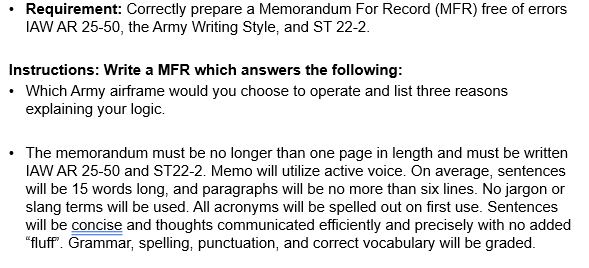 • Requirement: Correctly prepare a Memorandum For Record (MFR) free of errors
IAW AR 25-50, the Army Writing Style, and ST 22-2.
Instructions: Write a MFR which answers the following:
• Which Army airframe would you choose to operate and list three reasons
explaining your logic.
• The memorandum must be no longer than one page in length and must be written
IAW AR 25-50 and ST22-2. Memo will utilize active voice. On average, sentences
will be 15 words long, and paragraphs will be no more than six lines. No jargon or
slang terms will be used. All acronyms will be spelled out on first use. Sentences
will be concise and thoughts communicated efficiently and precisely with no added
“fluff”. Grammar, spelling, punctuation, and correct vocabulary will be graded.